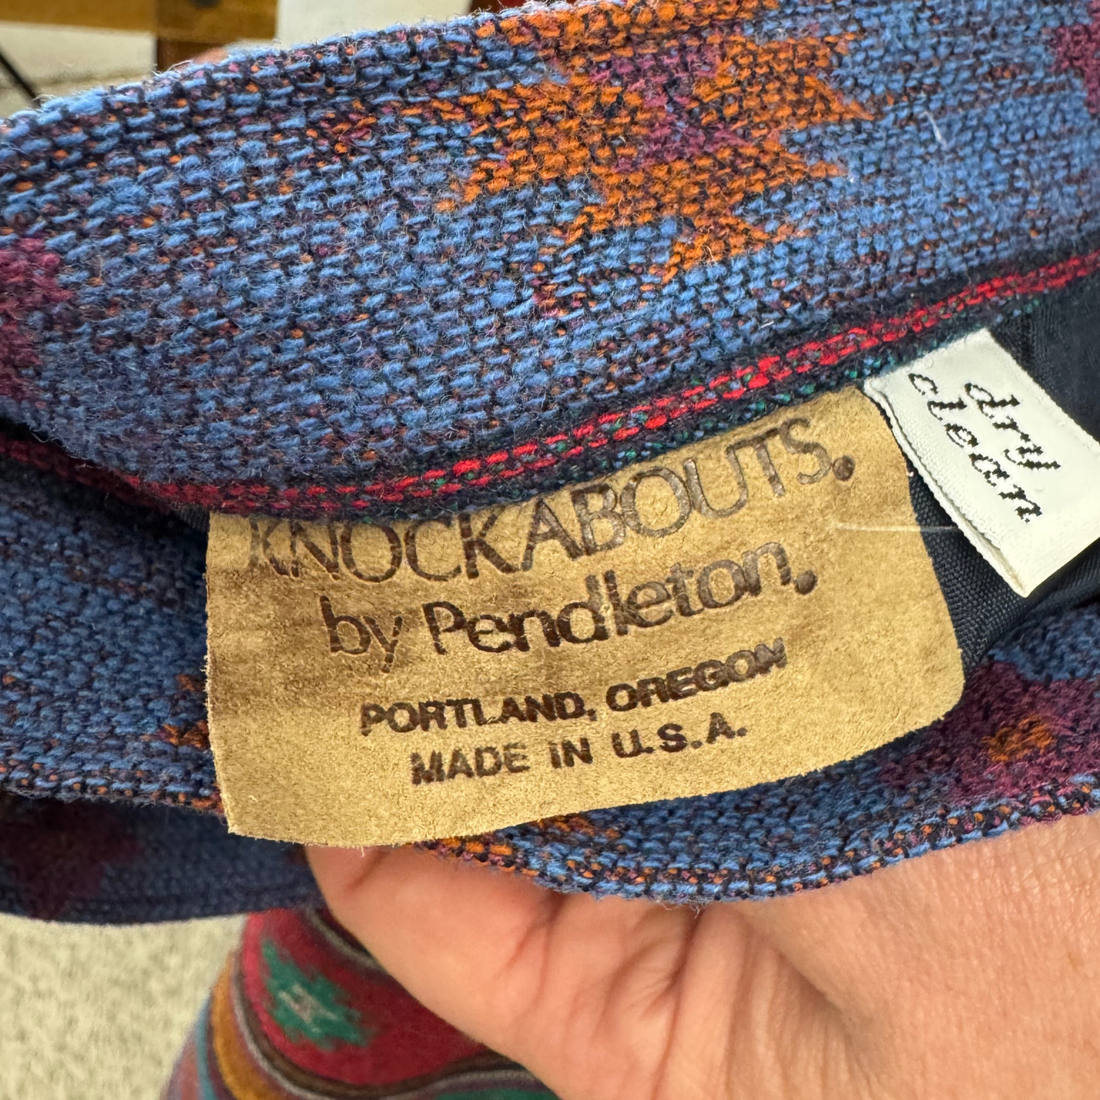 KNOCKABOUTS.
by Pendleton.
PORTLAND, OREGON
MADE IN U.S.A.
dry
clean